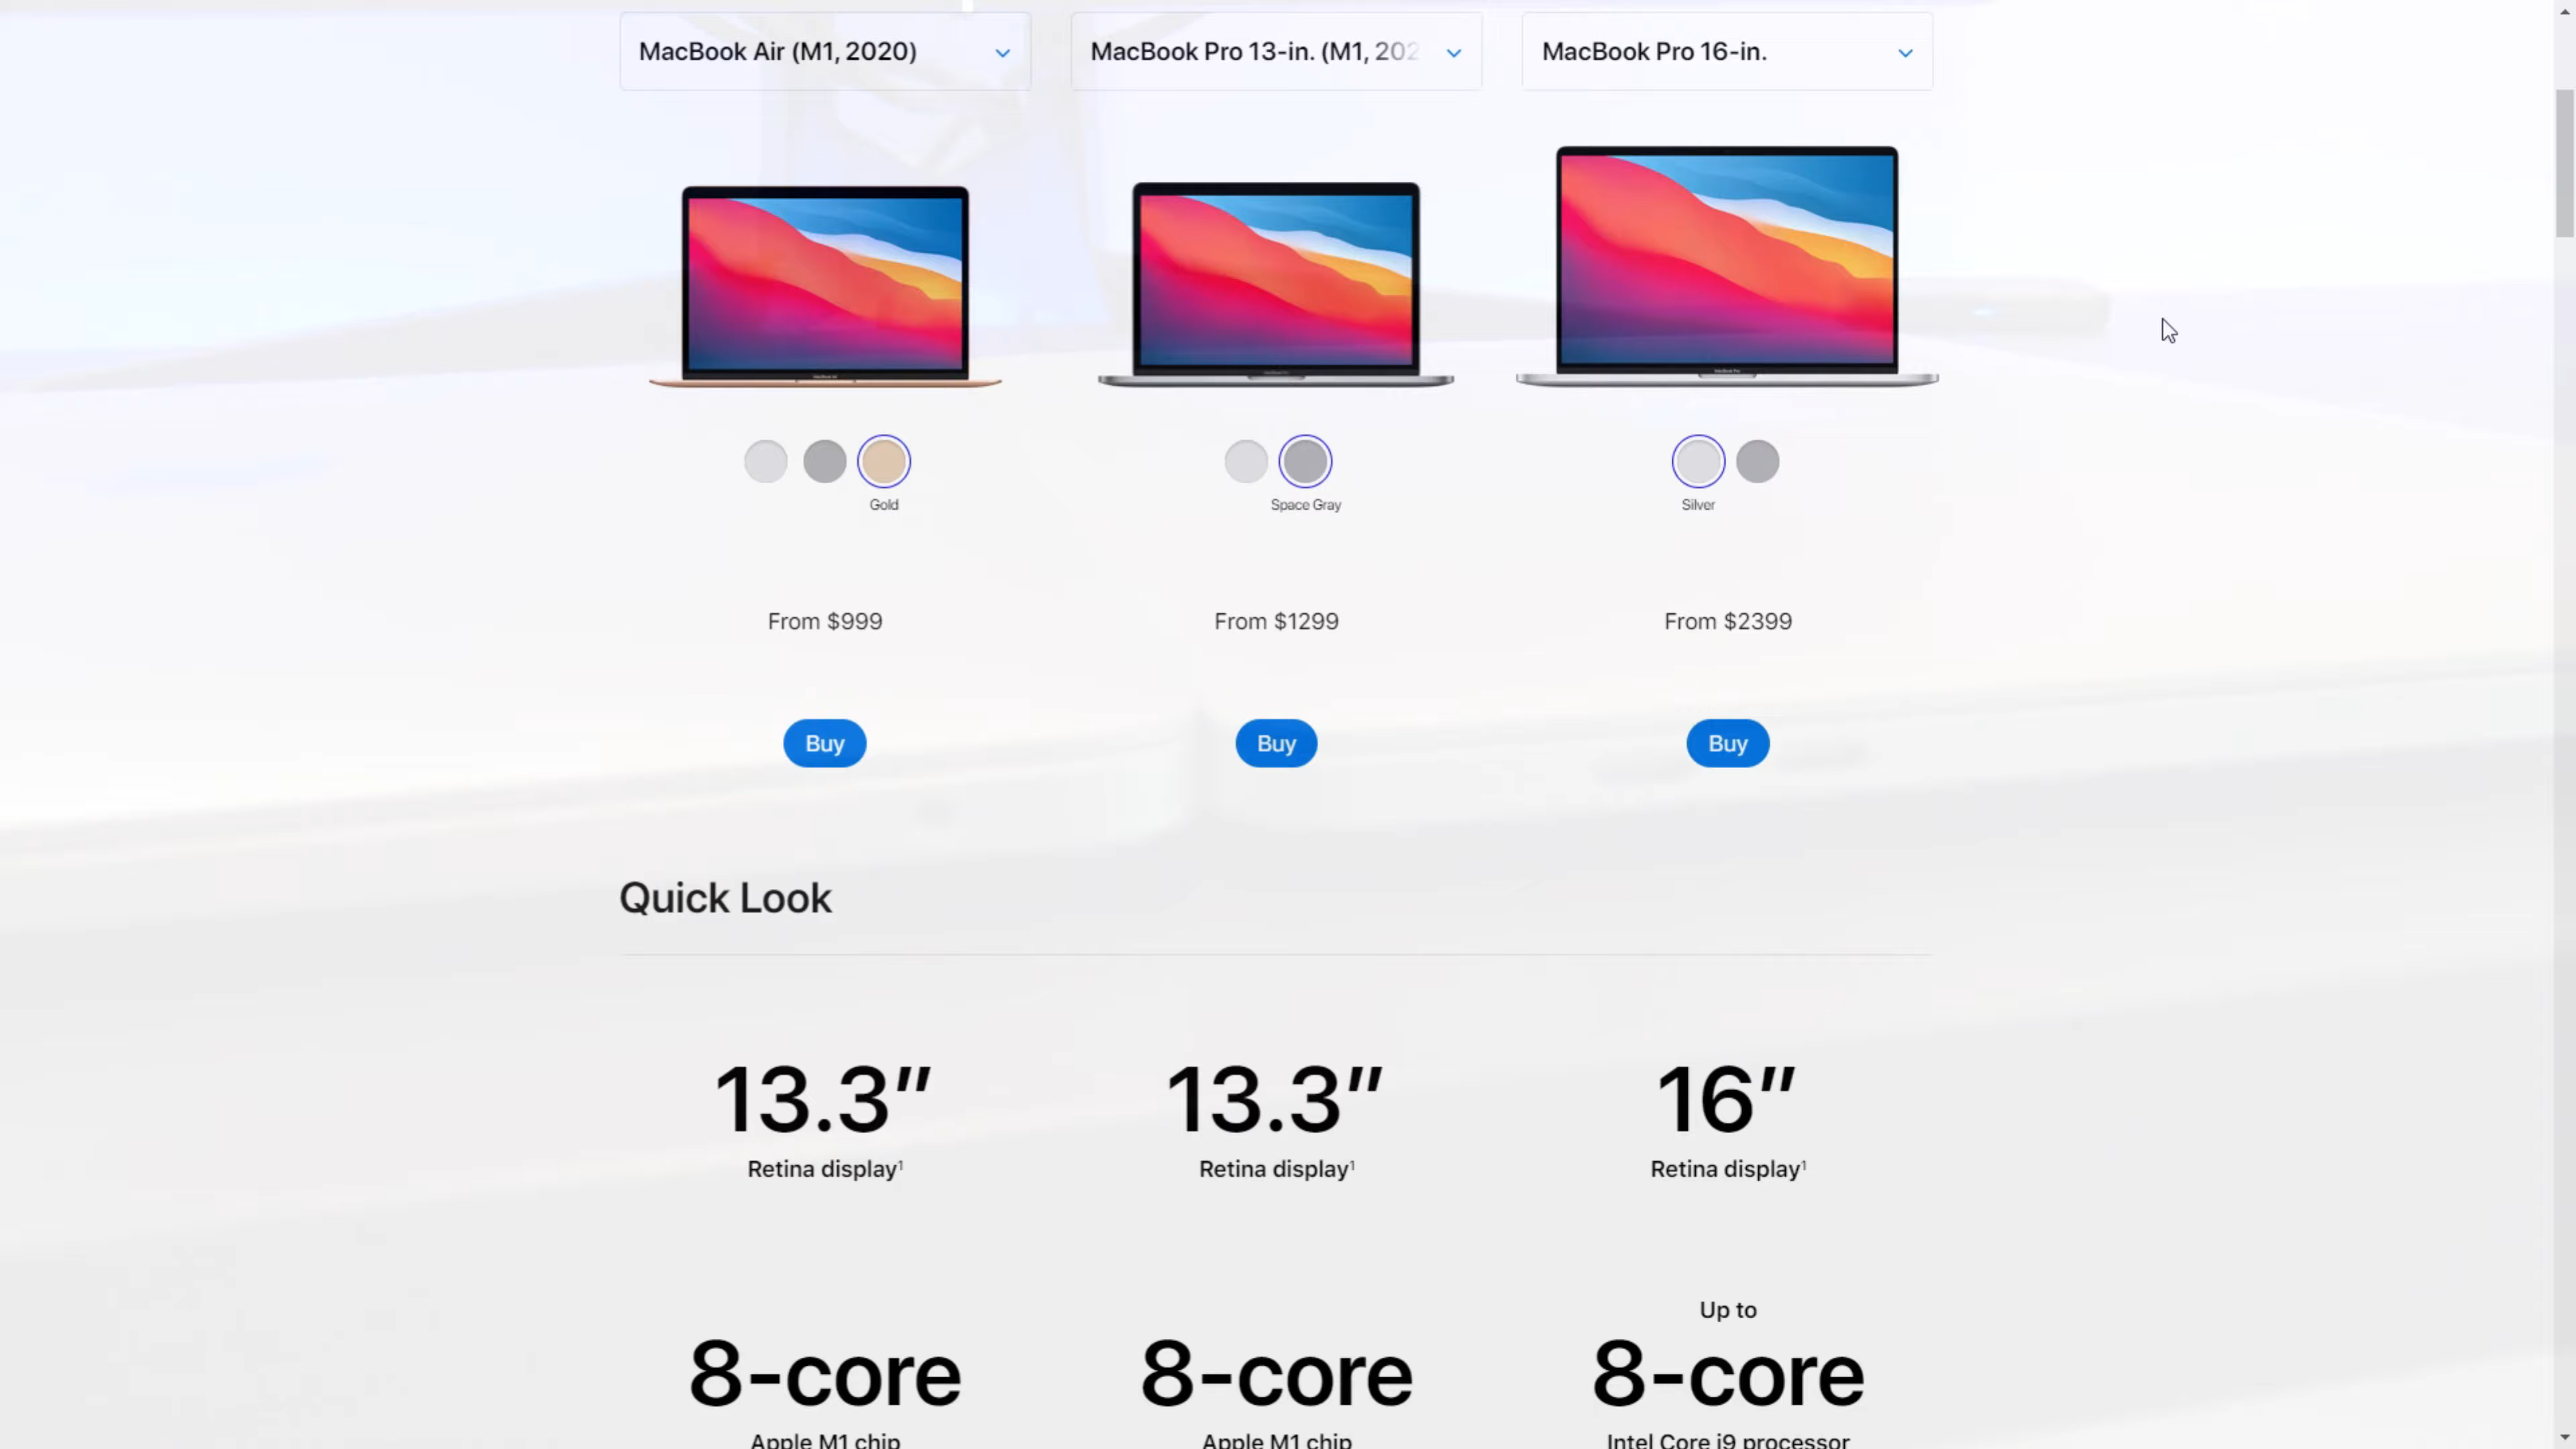 MacBook Air (M1, 2020)
MacBook Pro 13-in. (M1, 202
MacBook Pro 16-in.
Gold
Space Gray
Silver
From $999
From $1299
From $2399
Buy
Buy
Buy
Quick Look
13.3″
13.3″
16″
Retina display¹
Retina display¹
Retina display¹
Up to
8-core
8-core
8-core
Apple M1 chip
Apple M1 chip
Intel Core i9 processor